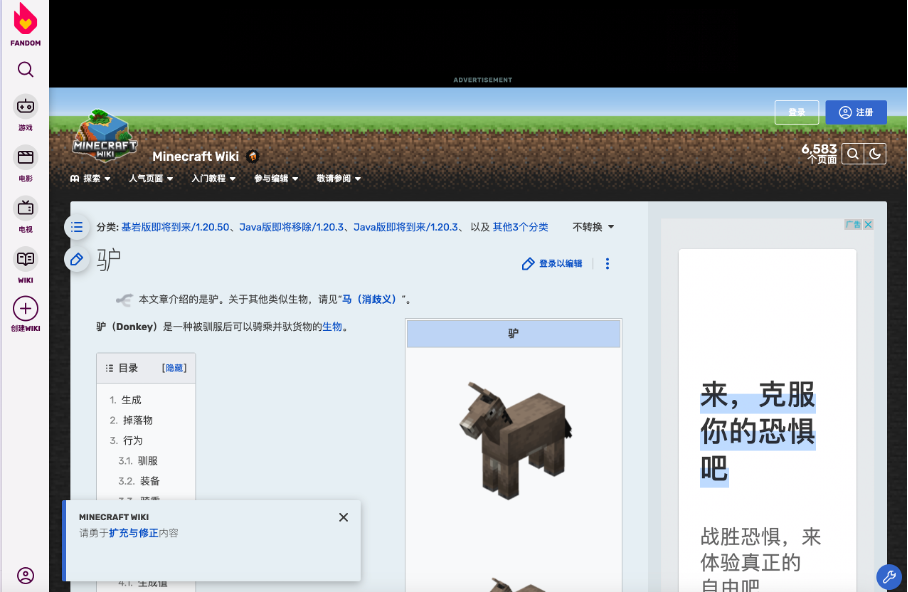 FANDOM
游戏
电影
电视
WIKI
创建WIKI
ADVERTISEMENT
登录
注册
MINECRAFT
WIKI
Minecraft Wiki
6,583
个页面
探索
人气页面
入门教程
参与编辑
敬请参阅
分类: 基岩版即将到来/1.20.50、Java版即将移除/1.20.3、Java版即将到来/1.20.3、 以及 其他3个分类
不转换
驴
登录以编辑
本文章介绍的是驴。关于其他类似生物，请见“马（消歧义）”。
驴（Donkey）是一种被驯服后可以骑乘并驮货物的生物。
驴
目录 [隐藏]
1. 生成
2. 掉落物
3. 行为
3.1. 驯服
3.2. 装备
MINECRAFT WIKI
请勇于扩充与修正内容
4.1. 生成值
广告
来，克服
你的恐惧
吧
战胜恐惧，来
体验真正的
自由吧